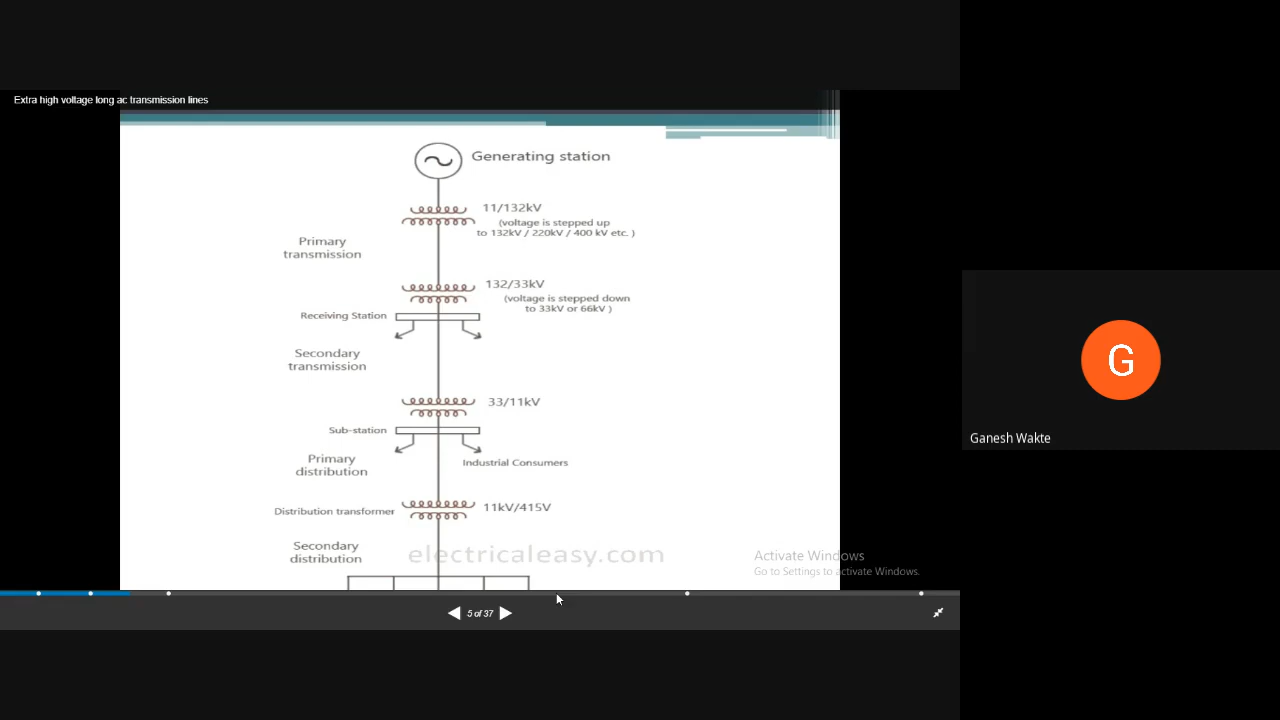 Extra high voltage long ac transmission lines
Generating station
11/132kV
(voltage is stepped up
to 132kV / 220kV / 400 kV etc. )
Primary
transmission
132/33kV
(voltage is stepped down
to 33kV or 66kV )
Receiving Station
Secondary
transmission
33/11kV
Sub-station
Primary
distribution
Industrial Consumers
Distribution transformer
11kV/415V
Secondary
distribution
electricaleasy.com
Activate Windows
Go to Settings to activate Windows.
5 of 37
G
Ganesh Wakte